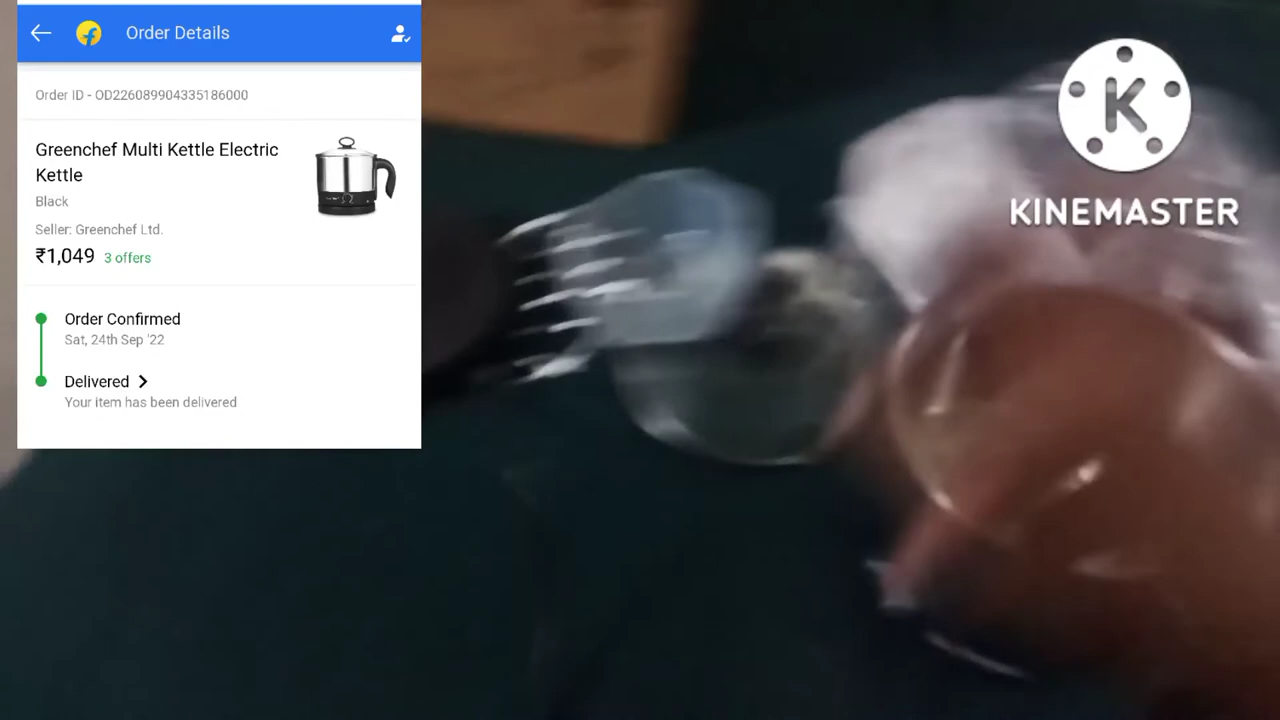 Order Details
Order ID - OD226089904335186000
Greenchef Multi Kettle Electric
Kettle
Black
Seller: Greenchef Ltd.
₹1,049 3 offers
Order Confirmed
Sat, 24th Sep '22
Delivered
Your item has been delivered
K
KINEMASTER